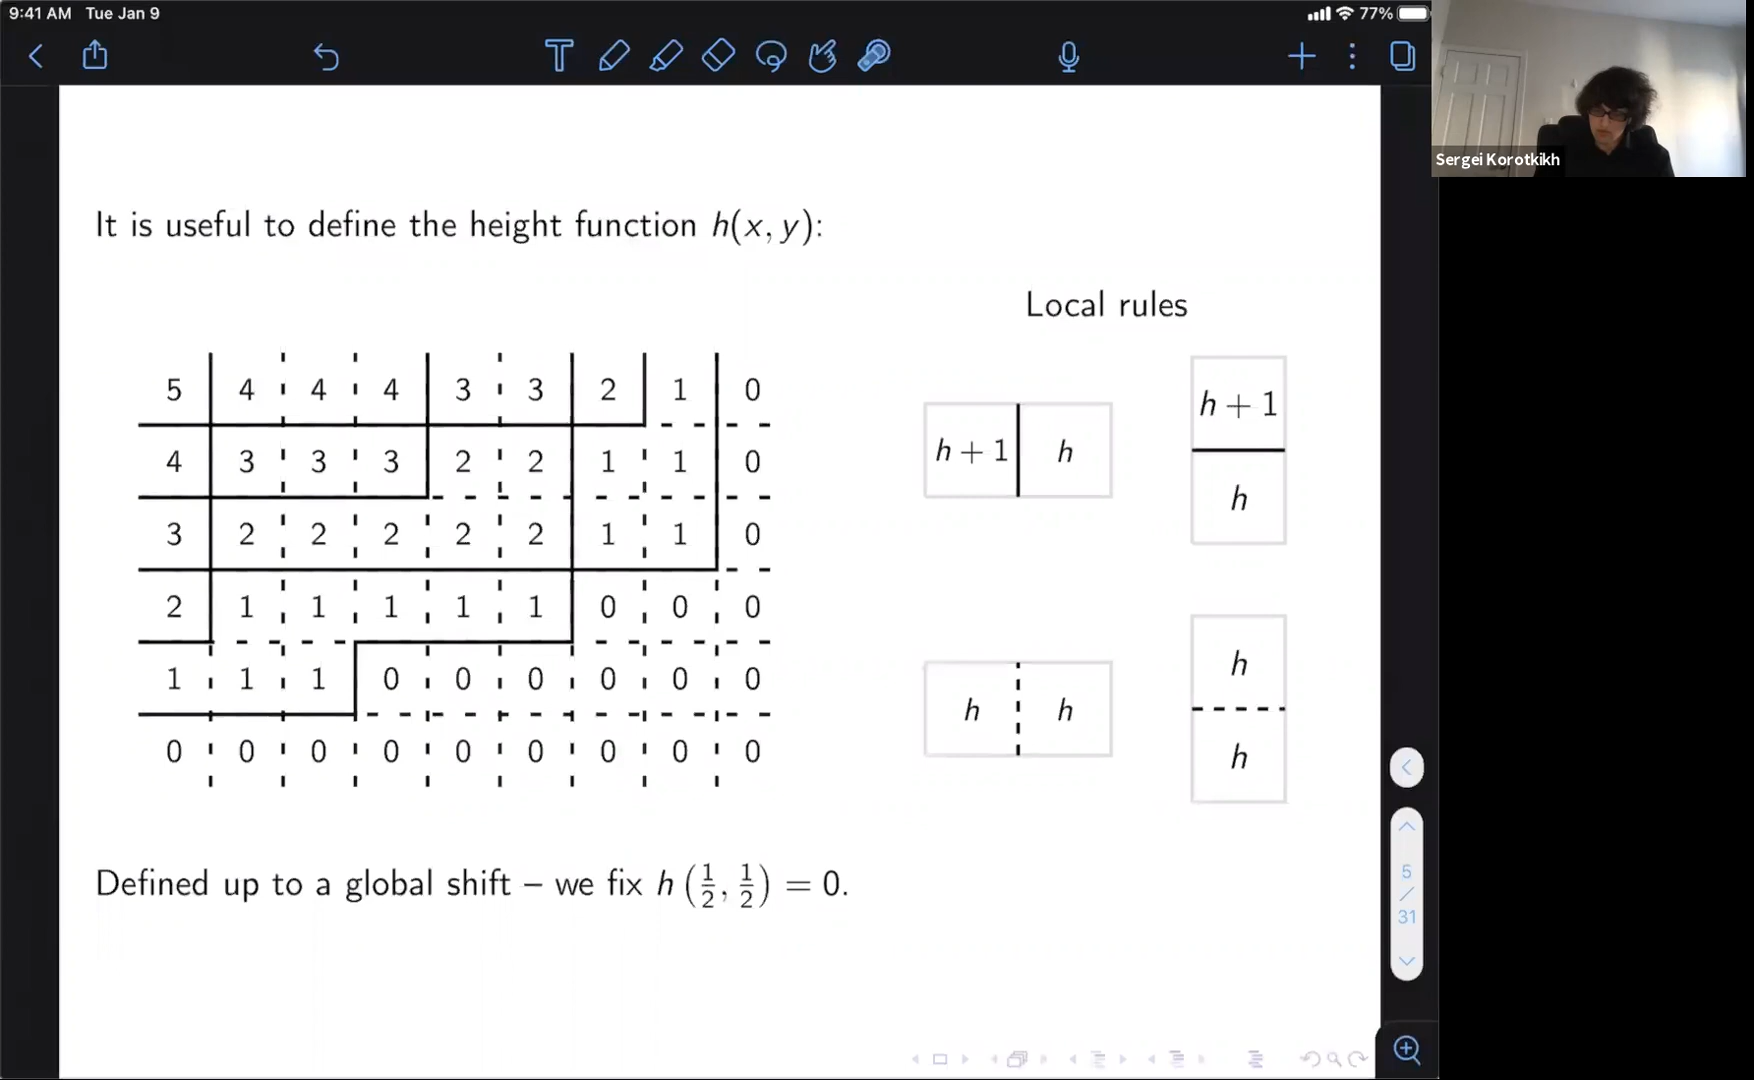 9:41 AM Tue Jan 9
77%
Sergei Korotkikh
It is useful to define the height function h(x, y):
Local rules
5 4 4 4 3 3 2 1 0
4 3 3 3 2 2 1 1 0
3 2 2 2 2 2 1 1 0
2 1 1 1 1 1 0 0 0
1 1 1 0 0 0 0 0 0
0 0 0 0 0 0 0 0 0
h + 1 h
h + 1
h
h h
h
h
Defined up to a global shift – we fix h (1/2, 1/2) = 0.
5
/
31